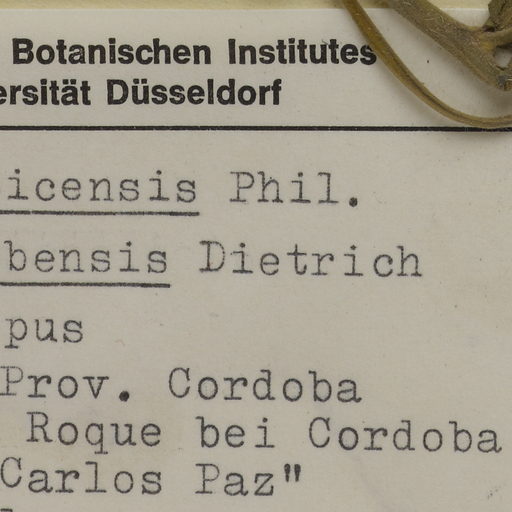 Botanischen Institutes
ersität Düsseldorf
icensis Phil.
bensis Dietrich
pus
Prov. Cordoba
Roque bei Cordoba
Carlos Paz"